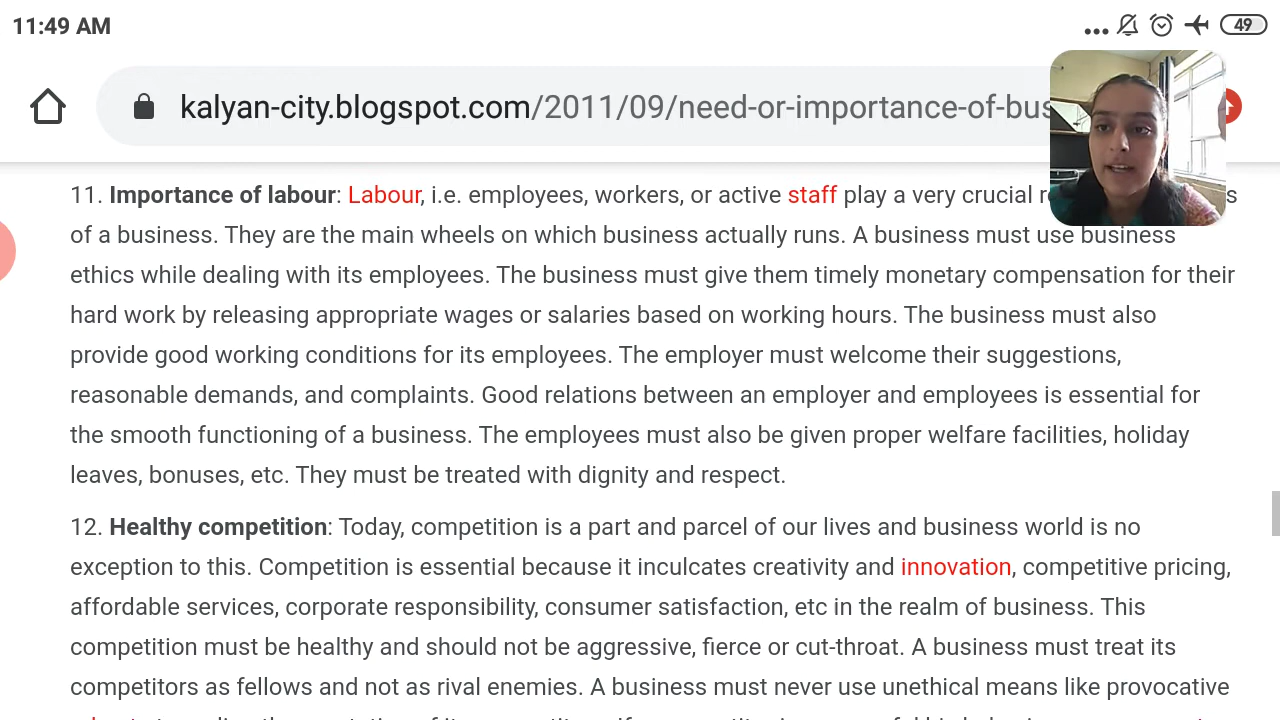 11:49 AM
49
kalyan-city.blogspot.com/2011/09/need-or-importance-of-bus
11. Importance of labour: Labour, i.e. employees, workers, or active staff play a very crucial
of a business. They are the main wheels on which business actually runs. A business must use business
ethics while dealing with its employees. The business must give them timely monetary compensation for their
hard work by releasing appropriate wages or salaries based on working hours. The business must also
provide good working conditions for its employees. The employer must welcome their suggestions,
reasonable demands, and complaints. Good relations between an employer and employees is essential for
the smooth functioning of a business. The employees must also be given proper welfare facilities, holiday
leaves, bonuses, etc. They must be treated with dignity and respect.
12. Healthy competition: Today, competition is a part and parcel of our lives and business world is no
exception to this. Competition is essential because it inculcates creativity and innovation, competitive pricing,
affordable services, corporate responsibility, consumer satisfaction, etc in the realm of business. This
competition must be healthy and should not be aggressive, fierce or cut-throat. A business must treat its
competitors as fellows and not as rival enemies. A business must never use unethical means like provocative